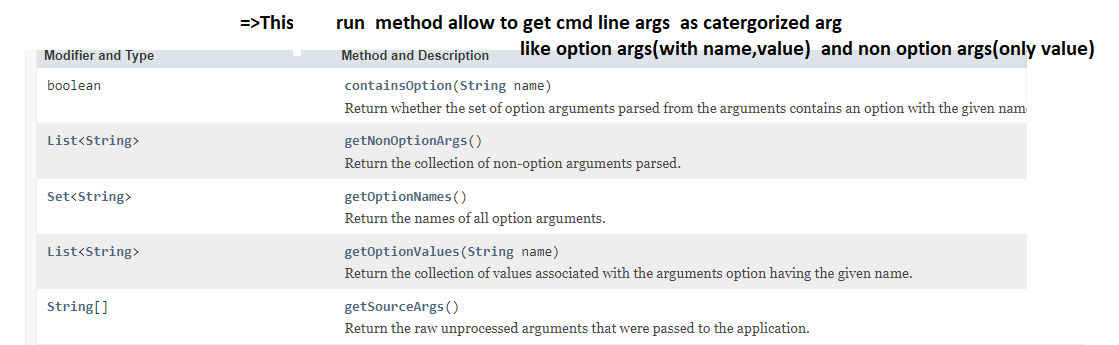 =>This run method allow to get cmd line args as catergorized arg
like option args(with name,value) and non option args(only value)
Modifier and Type Method and Description
boolean containsOption(String name)
Return whether the set of option arguments parsed from the arguments contains an option with the given
List<String> getNonOptionArgs()
Return the collection of non-option arguments parsed.
Set<String> getOptionNames()
Return the names of all option arguments.
List<String> getOptionValues(String name)
Return the collection of values associated with the arguments option having the given name.
String[] getSourceArgs()
Return the raw unprocessed arguments that were passed to the application.